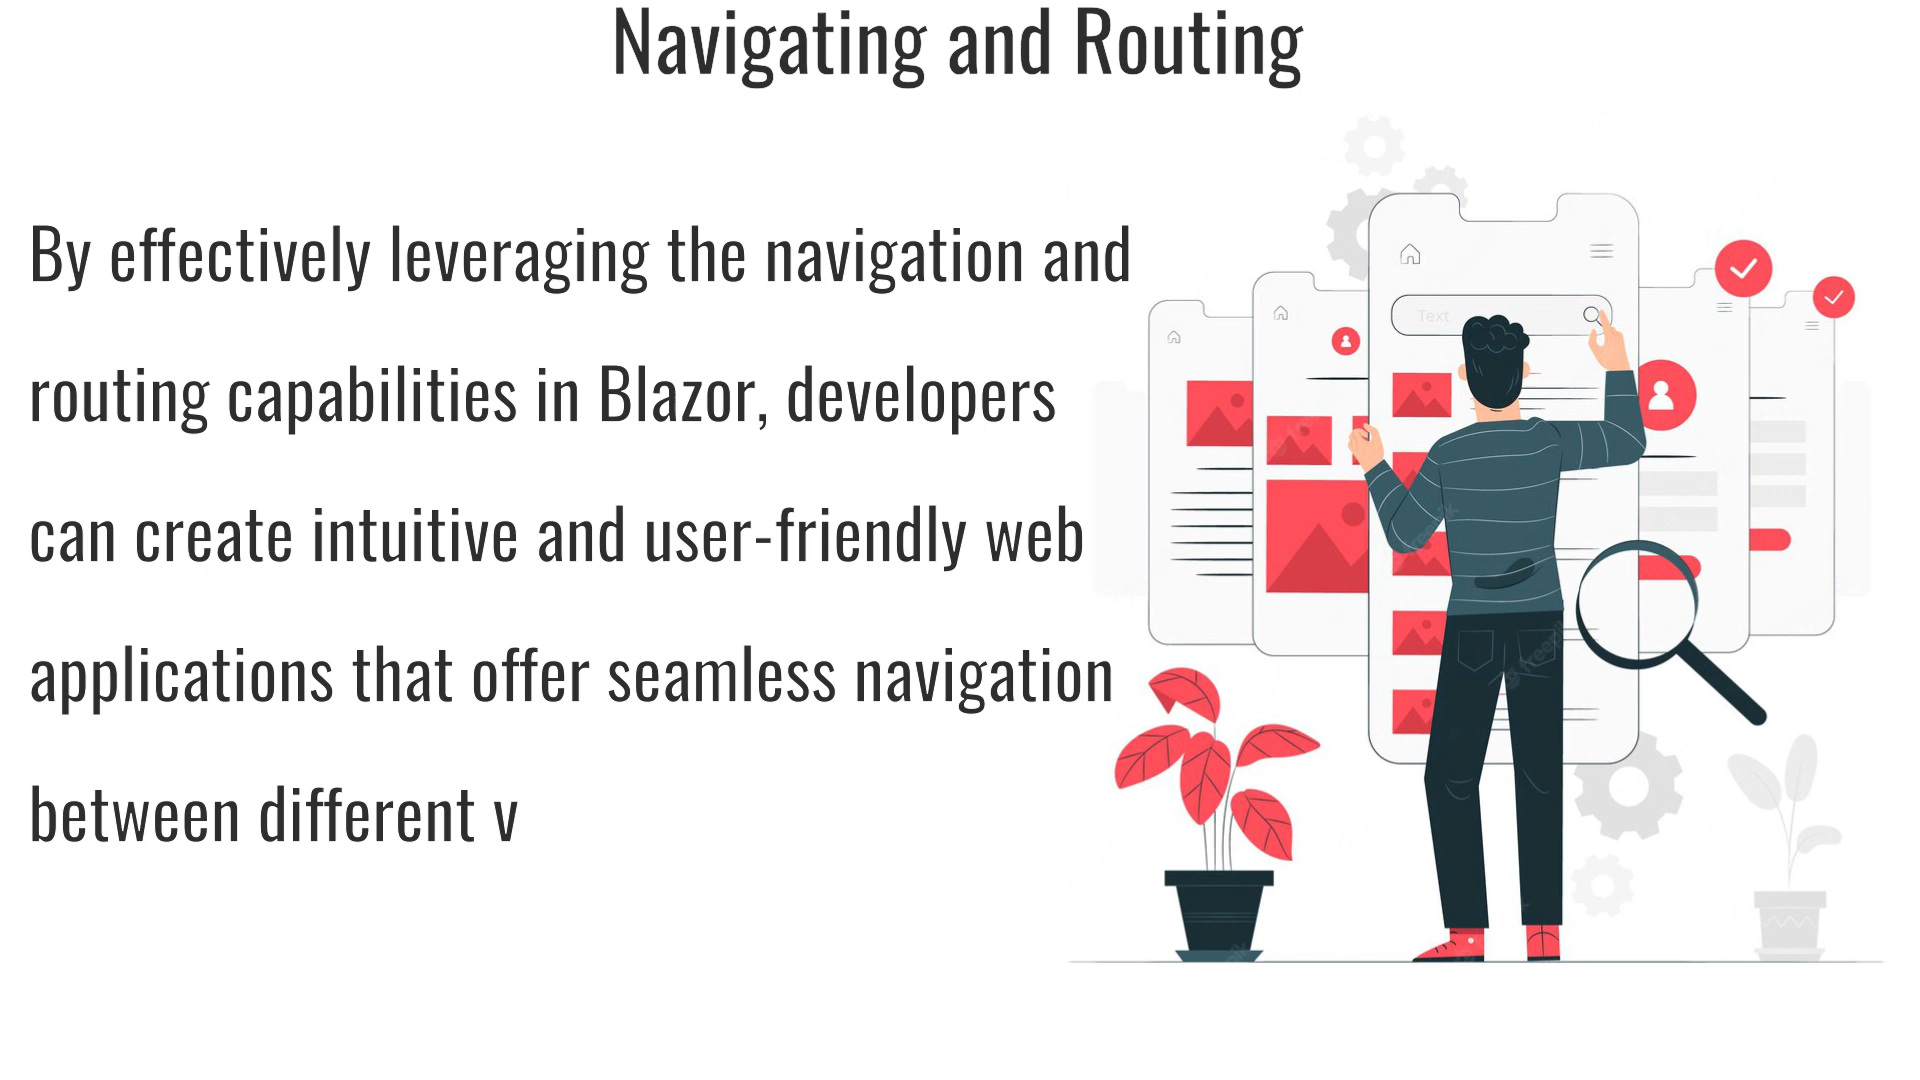 Navigating and Routing
By effectively leveraging the navigation and
routing capabilities in Blazor, developers
can create intuitive and user-friendly web
applications that offer seamless navigation
between different v
Text